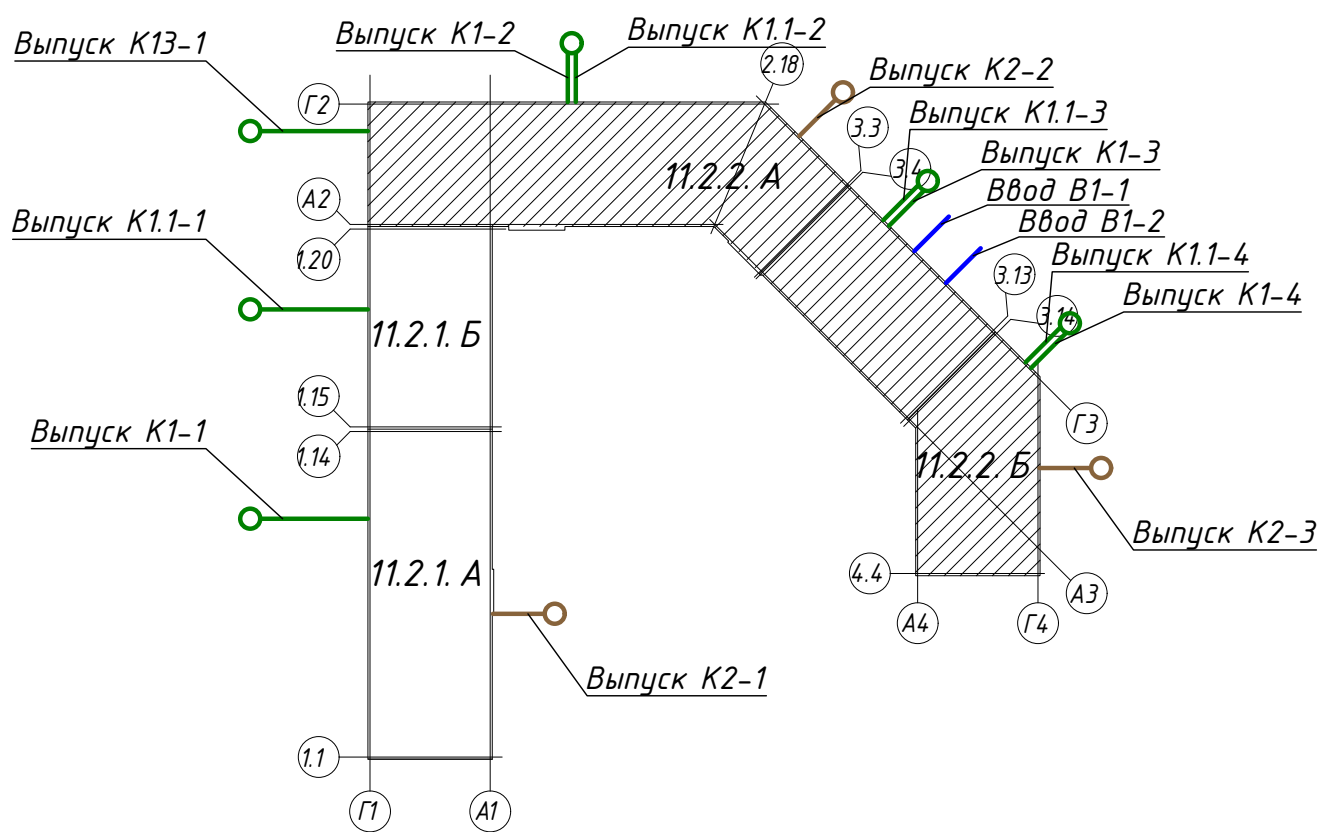 Выпуск К13-1
Выпуск К1-2
Выпуск К1.1-2
2.18
Выпуск К2-2
Г2
Выпуск К1.1-3
3.3
Выпуск К1-3
3.4
11.2.2. А
Ввод В1-1
А2
Выпуск К1.1-1
Ввод В1-2
1.20
Выпуск К1.1-4
3.13
Выпуск К1-4
3.14
11.2.1. Б
1.15
Г3
Выпуск К1-1
1.14
11.2.2. Б
Выпуск К2-3
11.2.1. А
4.4
А3
А4
Г4
Выпуск К2-1
1.1
Г1
А1